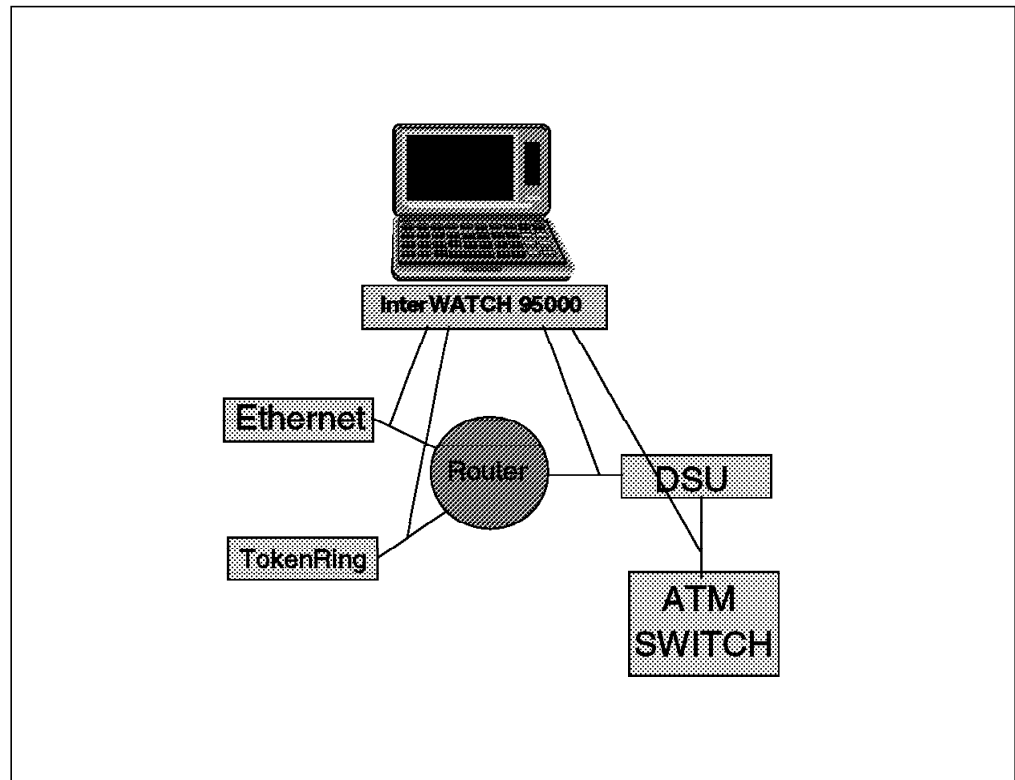 InterWATCH 95000
Ethernet
Router
DSU
TokenRing
ATM
SWITCH